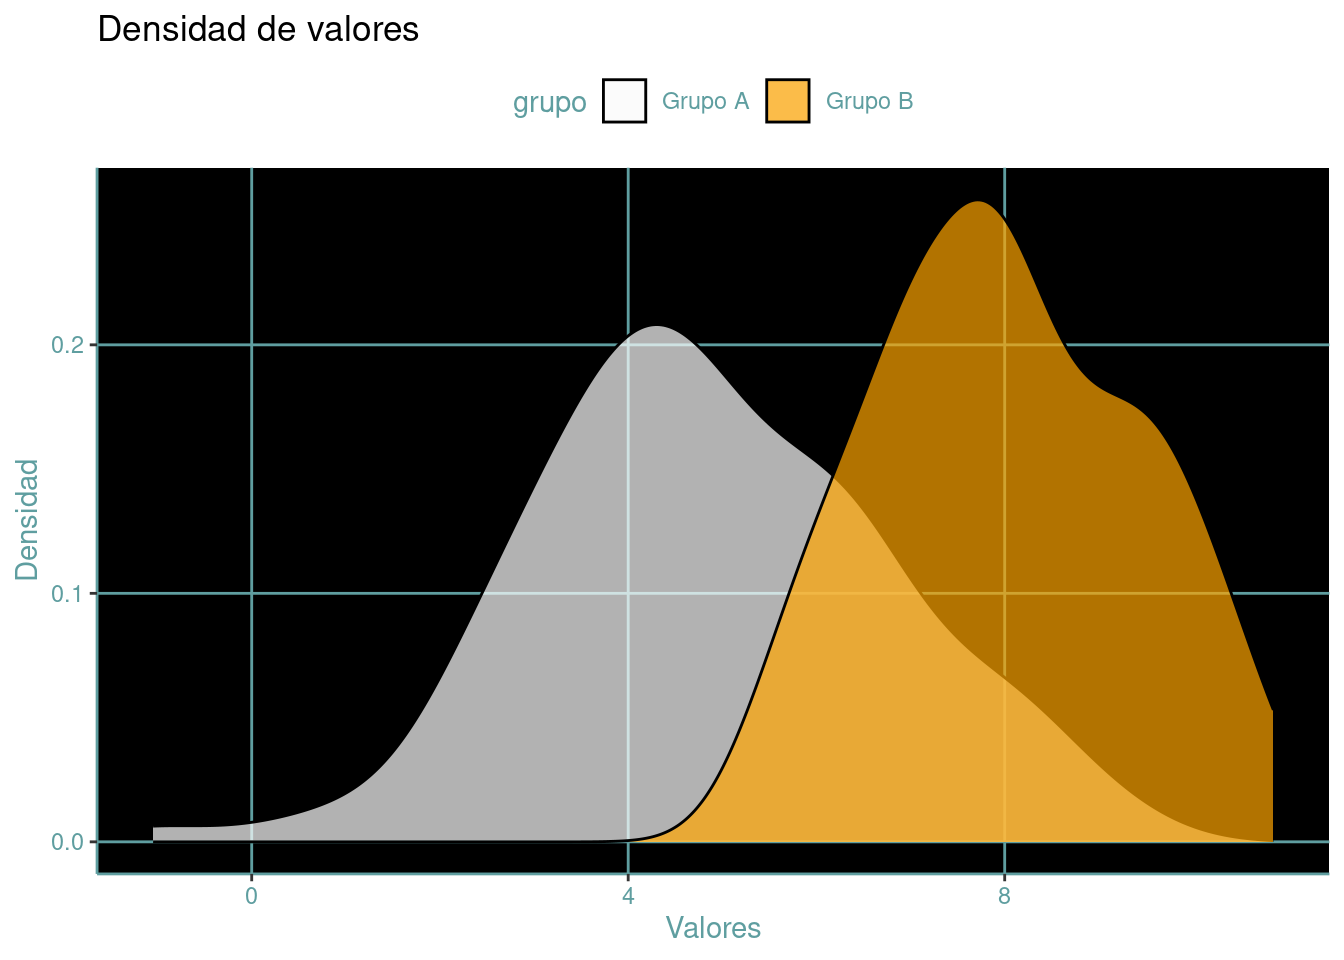 Densidad de valores
grupo Grupo A Grupo B
Densidad
0.2
0.1
0.0
0 4 8
Valores